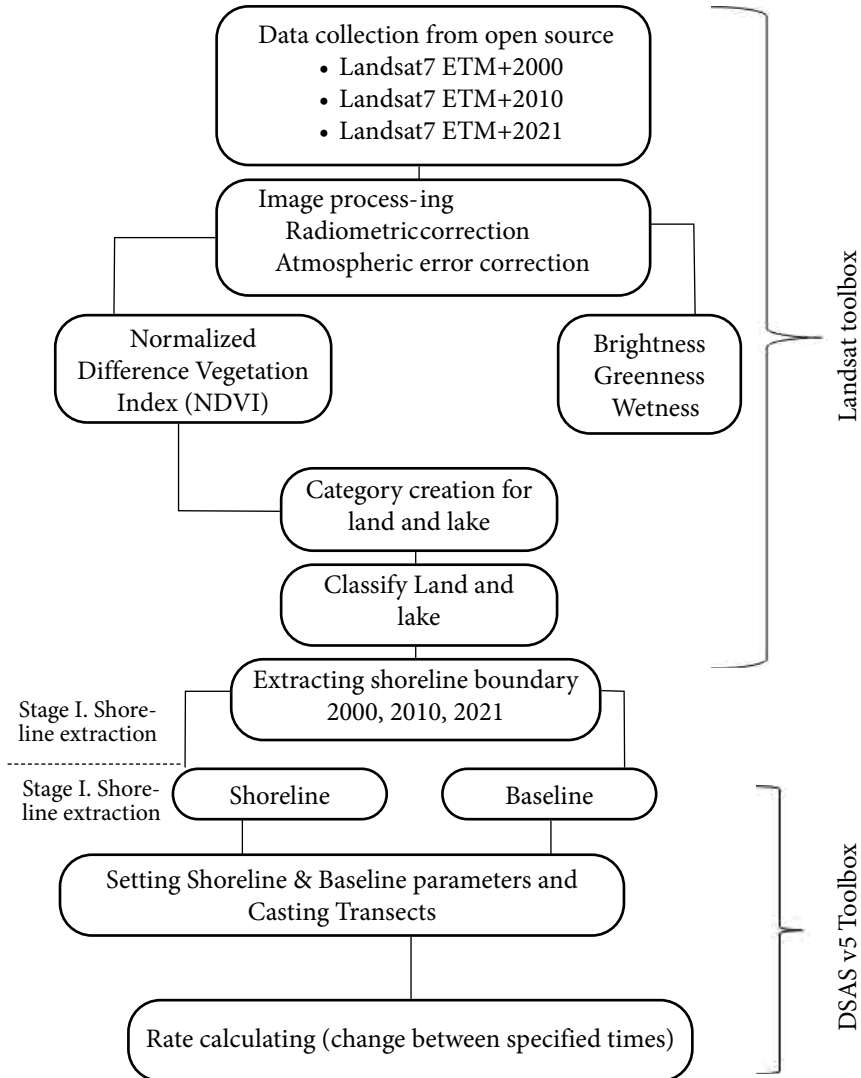 Data collection from open source
• Landsat7 ETM+2000
• Landsat7 ETM+2010
• Landsat7 ETM+2021
Image process-ing
Radiometriccorrection
Atmospheric error correction
Normalized
Difference Vegetation
Index (NDVI)
Brightness
Greenness
Wetness
Category creation for
land and lake
Classify Land and
lake
Extracting shoreline boundary
2000, 2010, 2021
Landsat toolbox
Stage I. Shore-
line extraction
Stage I. Shore-
line extraction
Shoreline
Baseline
Setting Shoreline & Baseline parameters and
Casting Transects
Rate calculating (change between specified times)
DSAS v5 Toolbox